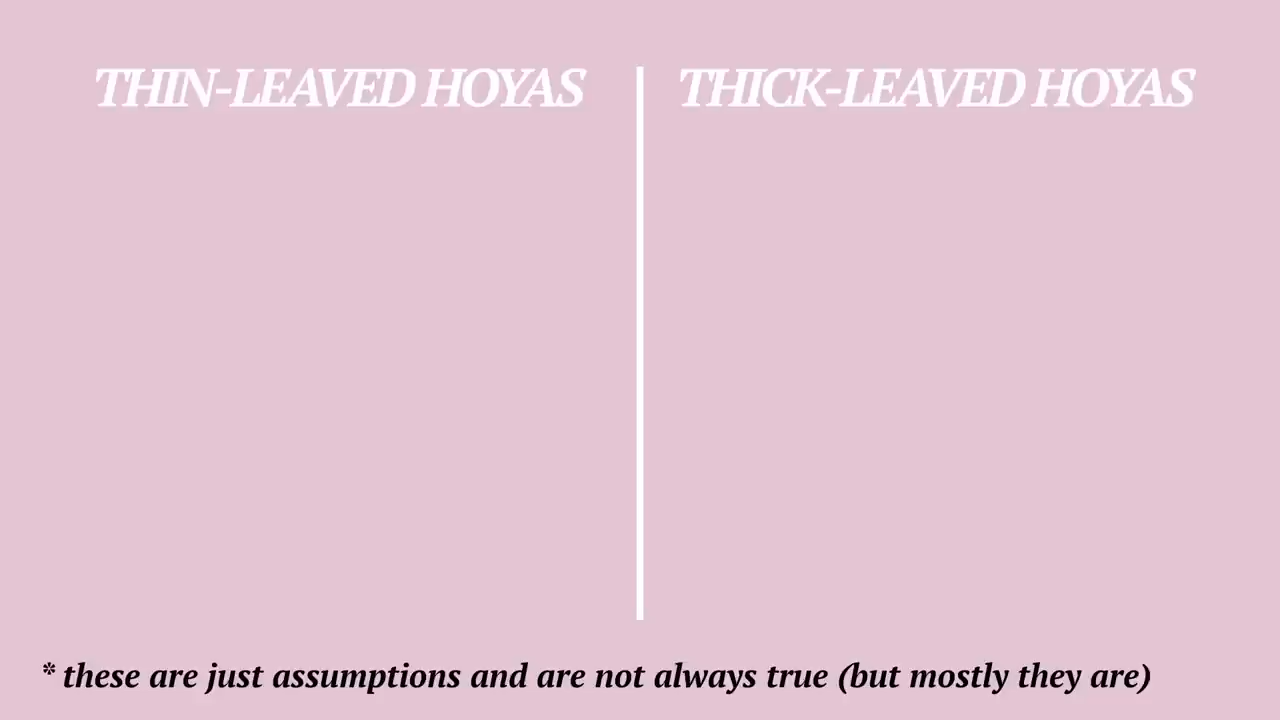 THIN-LEAVED HOYAS
THICK-LEAVED HOYAS
* these are just assumptions and are not always true (but mostly they are)